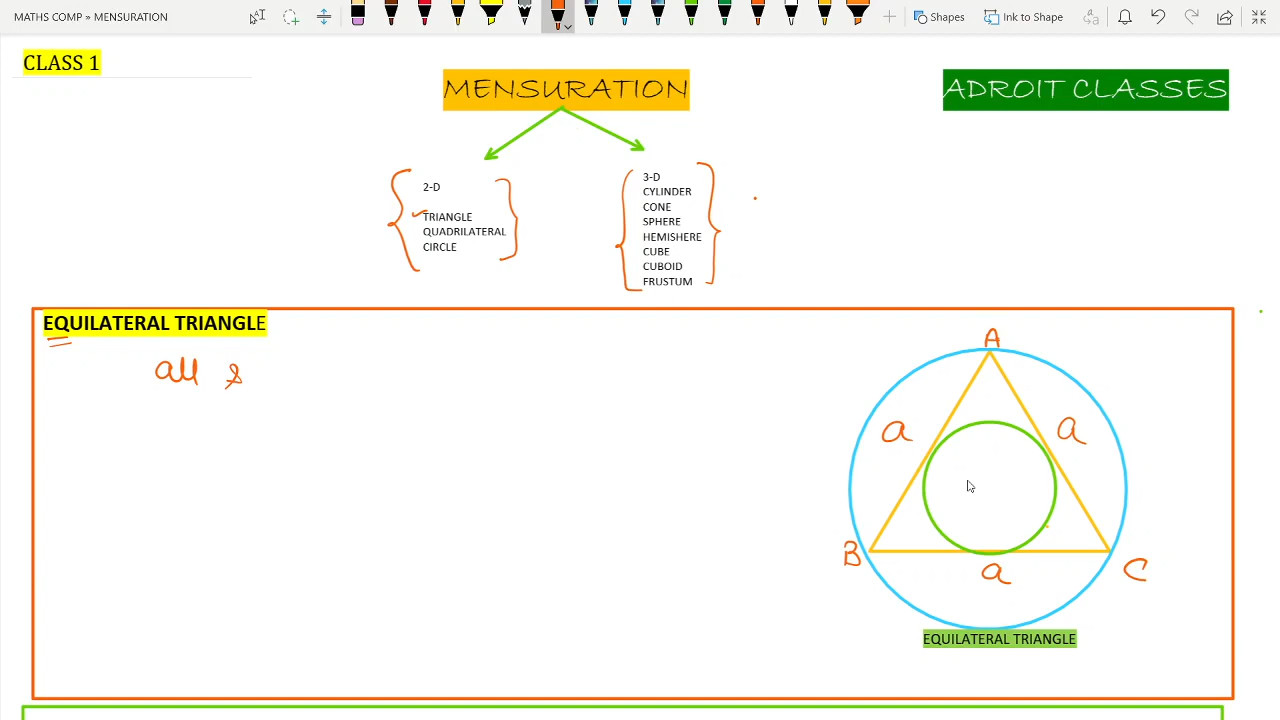 MATHS COMP » MENSURATION
Shapes
Ink to Shape
CLASS 1
MENSURATION
ADROIT CLASSES
2-D
TRIANGLE
QUADRILATERAL
CIRCLE
3-D
CYLINDER
CONE
SPHERE
HEMISHERE
CUBE
CUBOID
FRUSTUM
EQUILATERAL TRIANGLE
all s
A
a
a
B
a
C
EQUILATERAL TRIANGLE